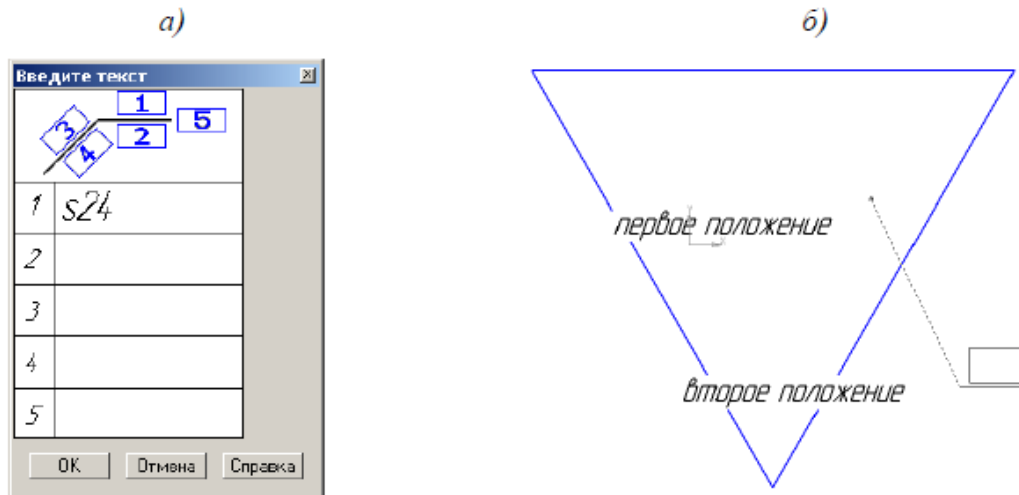 а)
б)
Введите текст
1
2
3
4
5
1 s24
2
3
4
5
OK Отмена Справка
первое положение
второе положение